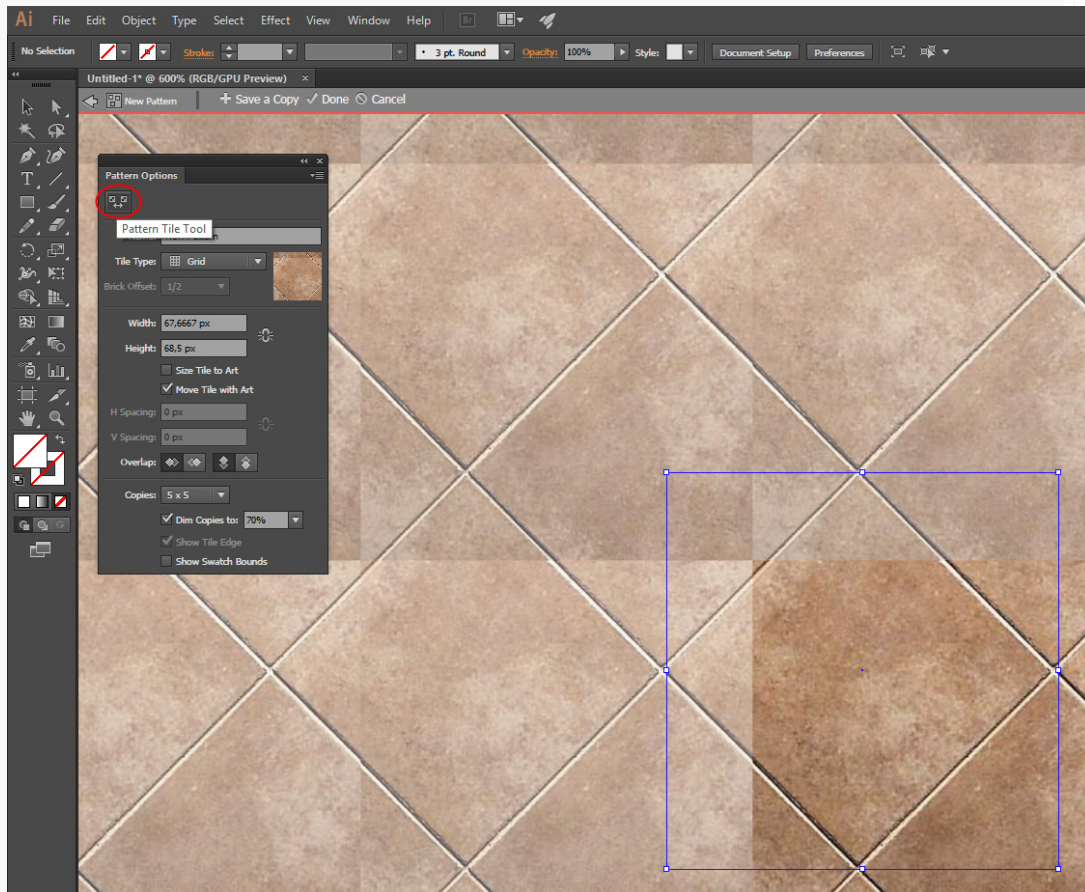 Ai File Edit Object Type Select Effect View Window Help Br
No Selection Stroke: 3 pt. Round Opacity: 100% Style: Document Setup Preferences
Untitled-1* @ 600% (RGB/GPU Preview) ×
New Pattern + Save a Copy ✓ Done Cancel
Pattern Options
Pattern Tile Tool
Tile Type: Grid
Brick Offset: 1/2
Width: 67,6667 px
Height: 68,5 px
Size Tile to Art
Move Tile with Art
H Spacing: 0 px
V Spacing: 0 px
Overlap:
Copies: 5 x 5
Dim Copies to: 70%
Show Tile Edge
Show Swatch Bounds